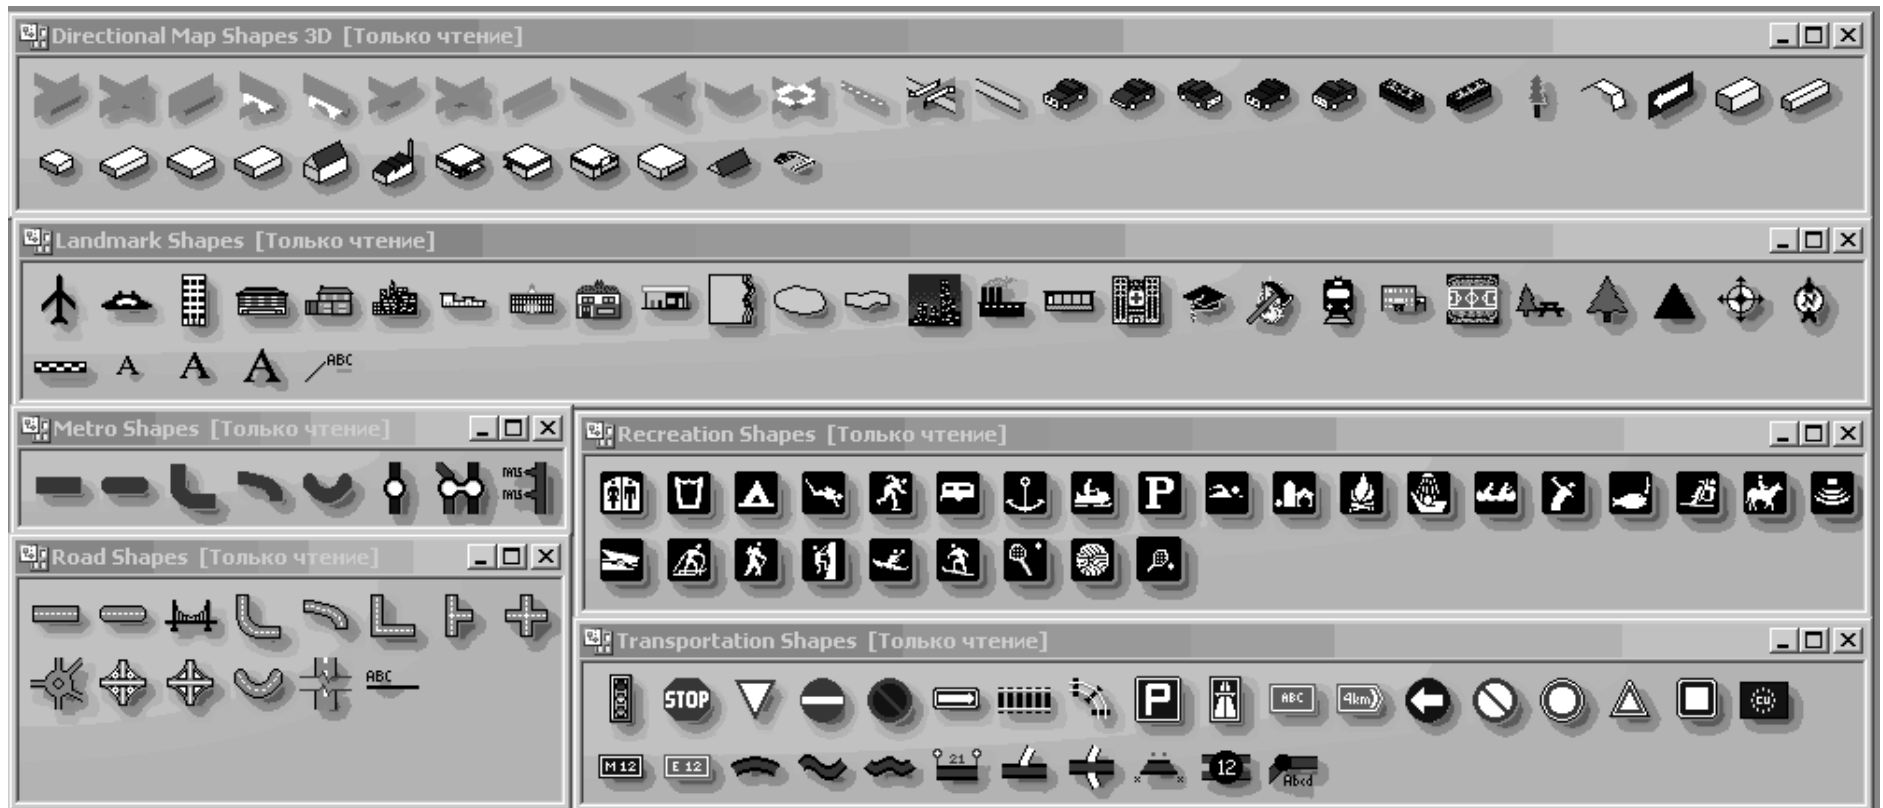 Directional Map Shapes 3D [Только чтение]
Landmark Shapes [Только чтение]
N
A A A ABC
Metro Shapes [Только чтение]
Recreation Shapes [Только чтение]
P
Road Shapes [Только чтение]
ABC
Transportation Shapes [Только чтение]
STOP P ABC 4km
M 12 E 12 21 12 Abcd